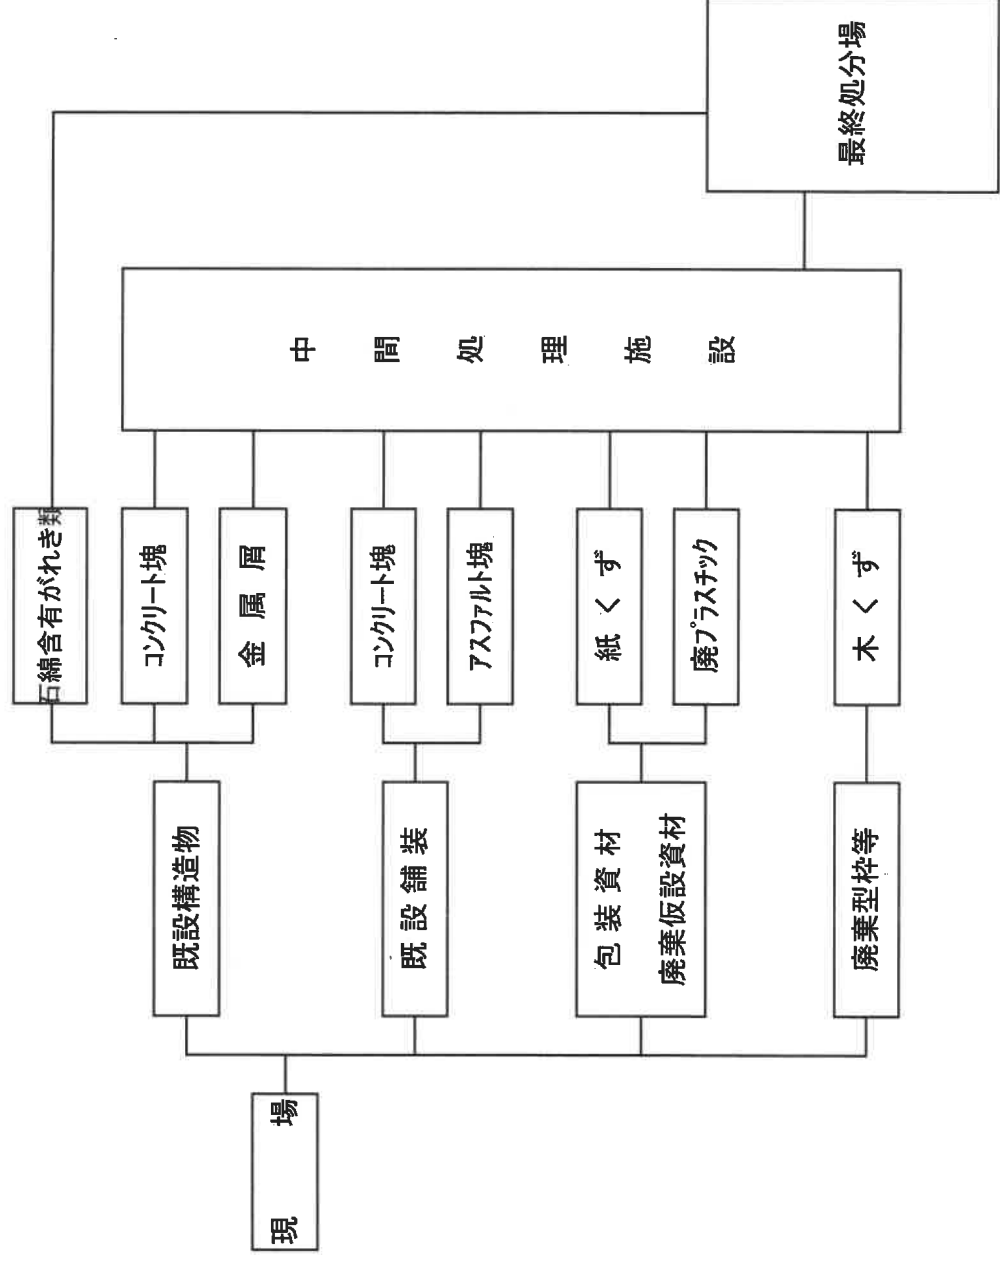 現場
既設構造物
既設舗装
包装資材
廃棄仮設資材
廃棄型枠等
石綿含有がれき類
コンクリート塊
金属屑
コンクリート塊
アスファルト塊
紙くず
廃プラスチック
木くず
中間処理施設
最終処分場